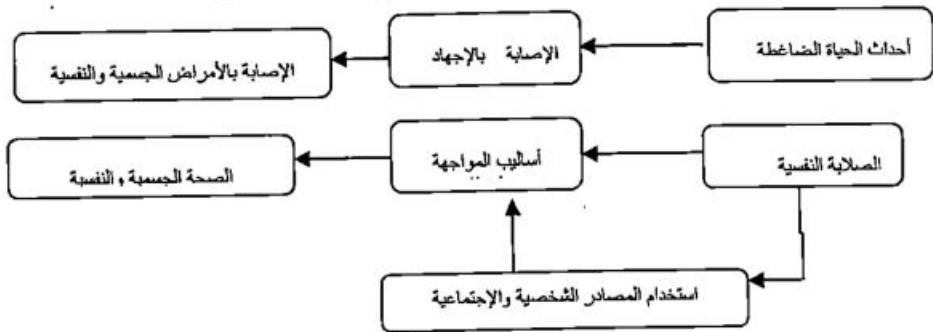 أحداث الحياة الضاغطة
الإصابة بالإجهاد
الإصابة بالأمراض الجسمية والنفسية
الصلابة النفسية
أساليب المواجهة
الصحة الجسمية والنفسية
استخدام المصادر الشخصية والإجتماعية